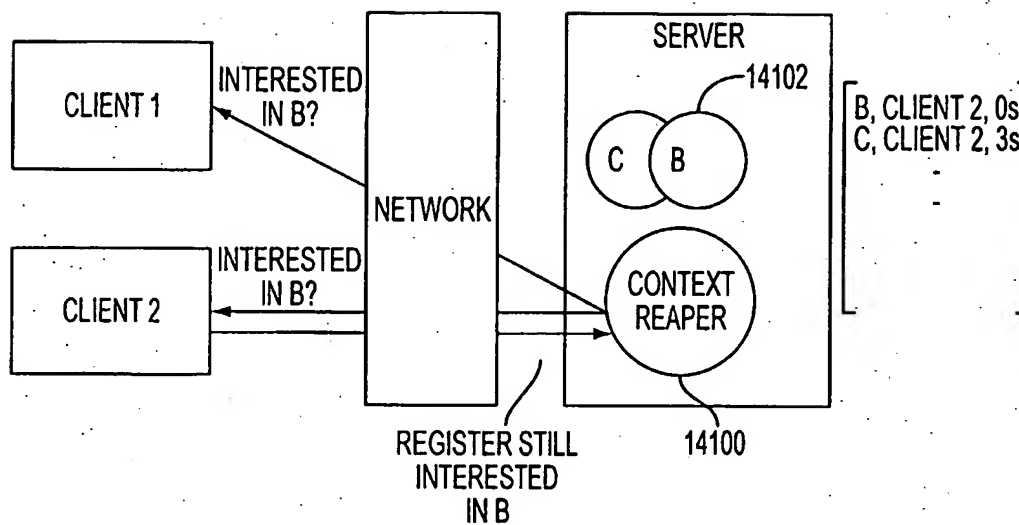 SERVER
14102
INTERESTED
IN B?
CLIENT 1
B, CLIENT 2, 0s
C, CLIENT 2, 3s
C
B
NETWORK
INTERESTED
IN B?
CLIENT 2
CONTEXT
REAPER
REGISTER STILL
INTERESTED
IN B
14100